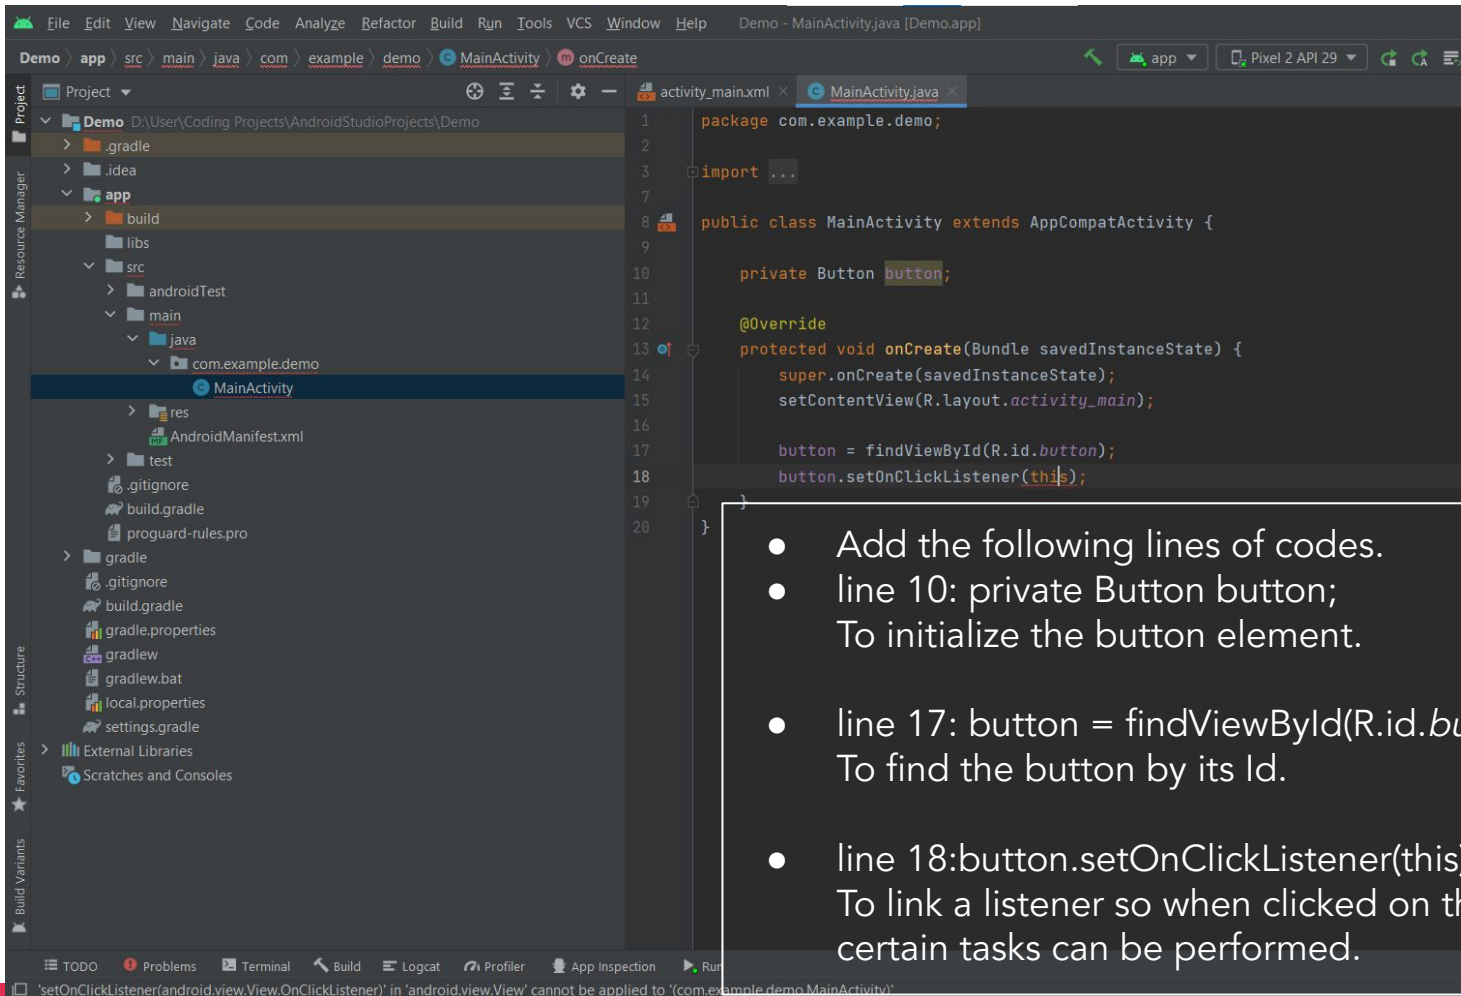 File Edit View Navigate Code Analyze Refactor Build Run Tools VCS Window Help Demo - MainActivity.java [Demo.app]
Demo app src main java com example demo MainActivity onCreate app Pixel 2 API 29
Project
activity_main.xml MainActivity.java
Project
Resource Manager
Structure
Favorites
Build Variants
Demo D:\User\Coding Projects\AndroidStudioProjects\Demo
.gradle
.idea
app
build
libs
src
androidTest
main
java
com.example.demo
MainActivity
res
AndroidManifest.xml
test
.gitignore
build.gradle
proguard-rules.pro
gradle
.gitignore
build.gradle
gradle.properties
gradlew
gradlew.bat
local.properties
settings.gradle
External Libraries
Scratches and Consoles
1 package com.example.demo;
2
3 import ...
7
8 public class MainActivity extends AppCompatActivity {
9
10 private Button button;
11
12 @Override
13 protected void onCreate(Bundle savedInstanceState) {
14 super.onCreate(savedInstanceState);
15 setContentView(R.layout.activity_main);
16
17 button = findViewById(R.id.button);
18 button.setOnClickListener(this);
19 }
20 }
● Add the following lines of codes.
● line 10: private Button button;
To initialize the button element.
● line 17: button = findViewById(R.id.bu
To find the button by its Id.
● line 18:button.setOnClickListener(this)
To link a listener so when clicked on th
certain tasks can be performed.
TODO Problems Terminal Build Logcat Profiler App Inspection Run
'setOnClickListener(android.view.View.OnClickListener)' in 'android.view.View' cannot be applied to '(com.example.demo.MainActivity)'